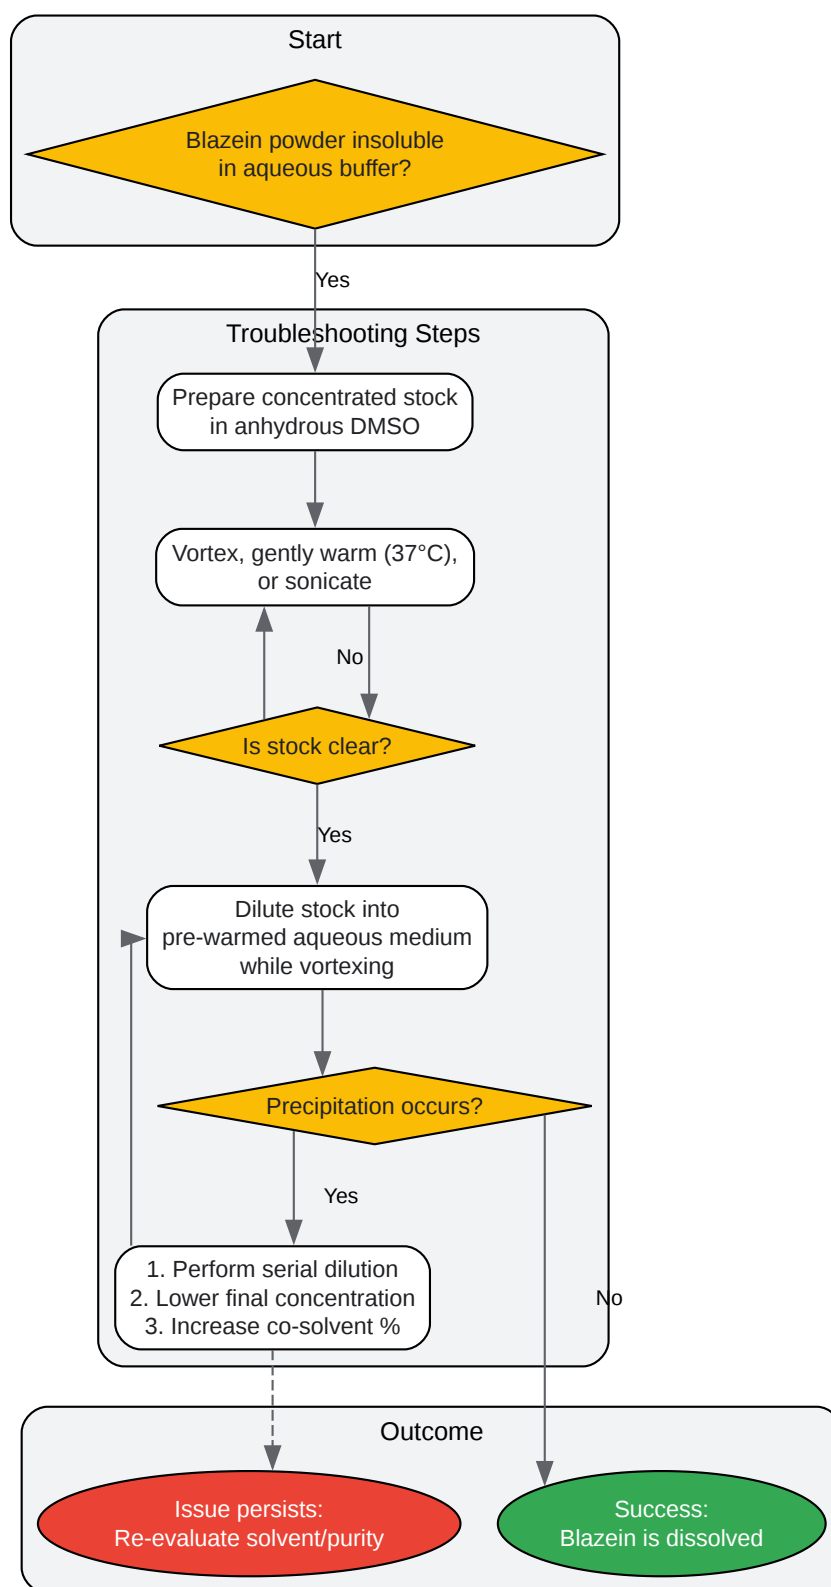 Start
Blazein powder insoluble
in aqueous buffer?
Yes
Troubleshooting Steps
Prepare concentrated stock
in anhydrous DMSO
Vortex, gently warm (37°C),
or sonicate
No
Is stock clear?
Yes
Dilute stock into
pre-warmed aqueous medium
while vortexing
Precipitation occurs?
Yes
1. Perform serial dilution
2. Lower final concentration
3. Increase co-solvent %
No
Outcome
Issue persists:
Re-evaluate solvent/purity
Success:
Blazein is dissolved